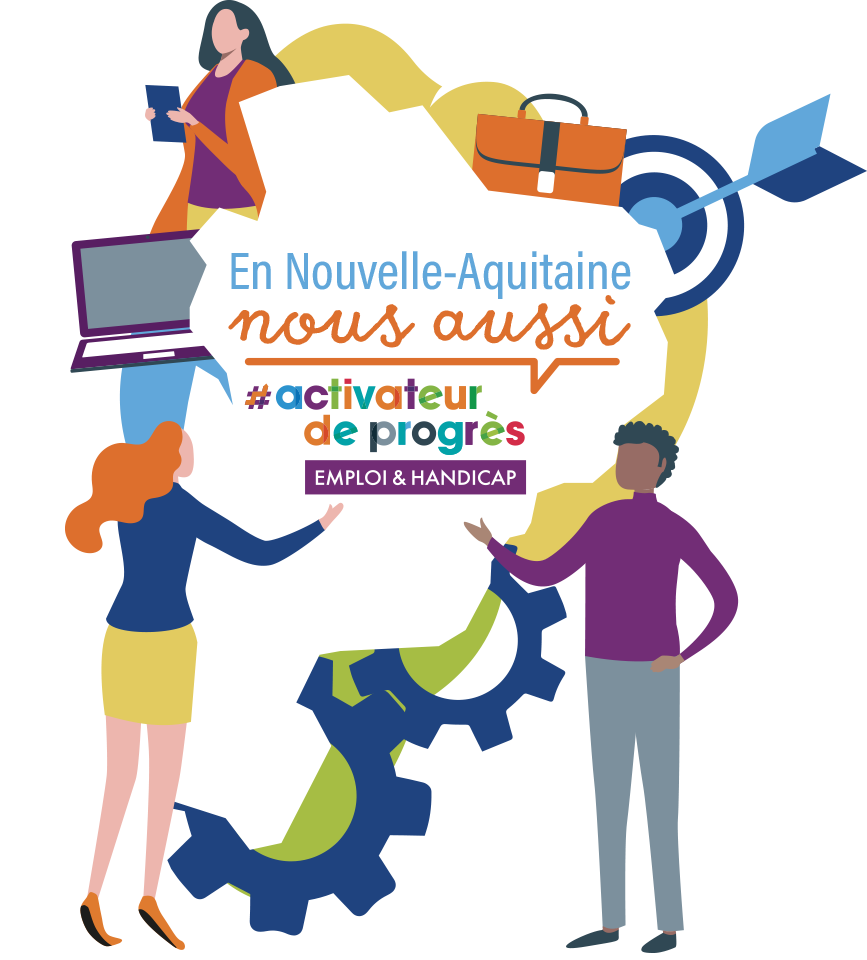 En Nouvelle-Aquitaine
nous aussi
#activateur
de progrès
EMPLOI & HANDICAP